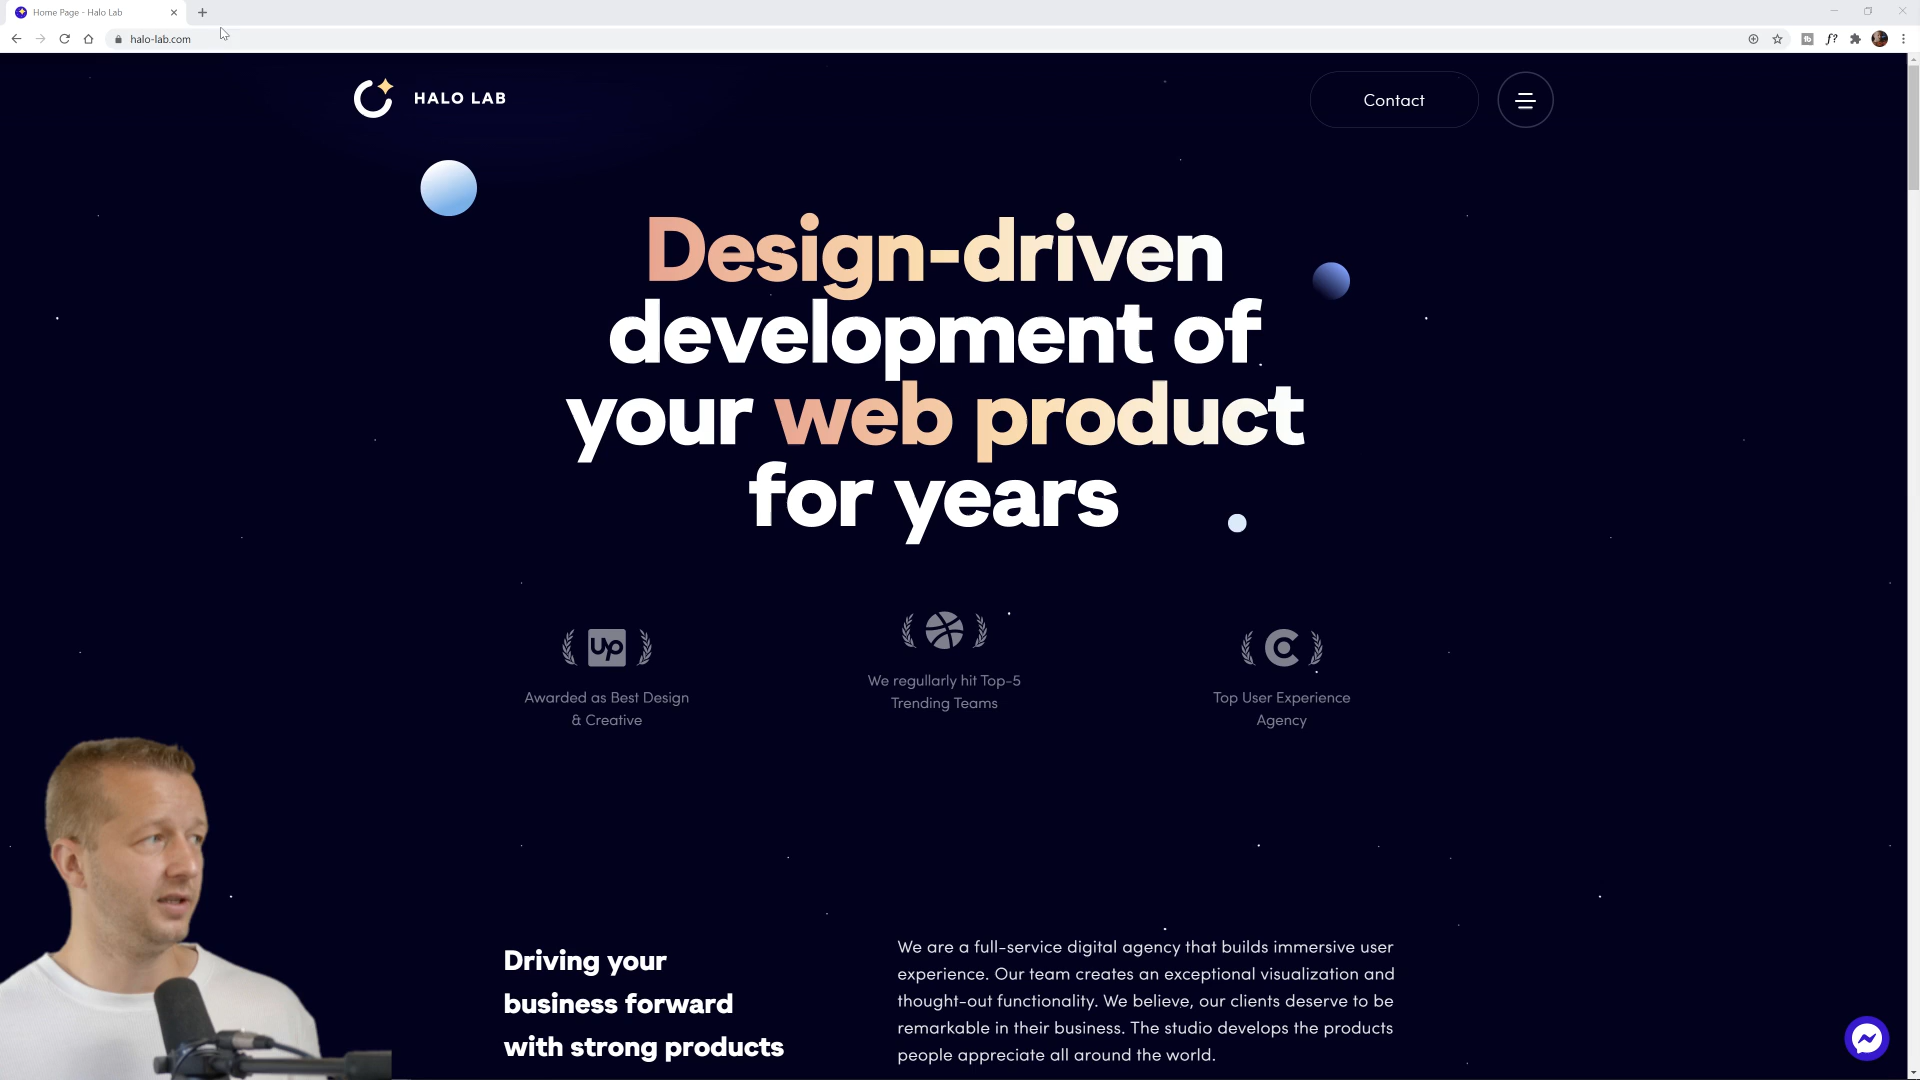 Home Page - Halo Lab
halo-lab.com
f?
HALO LAB
Contact
Design-driven
development of
your web product
for years
Up
Awarded as Best Design
& Creative
We regullarly hit Top-5
Trending Teams
Top User Experience
Agency
Driving your
business forward
with strong products
We are a full-service digital agency that builds immersive user
experience. Our team creates an exceptional visualization and
thought-out functionality. We believe, our clients deserve to be
remarkable in their business. The studio develops the products
people appreciate all around the world.